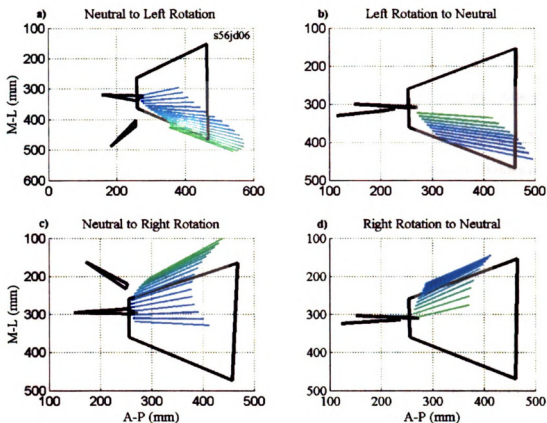 a) Neutral to Left Rotation
s56jd06
M-L (mm)
100
200
300
400
500
600
0 200 400 600
b) Left Rotation to Neutral
100
200
300
400
500
100 200 300 400 500
c) Neutral to Right Rotation
M-L (mm)
100
200
300
400
500
100 200 300 400 500
A-P (mm)
d) Right Rotation to Neutral
100
200
300
400
500
100 200 300 400 500
A-P (mm)